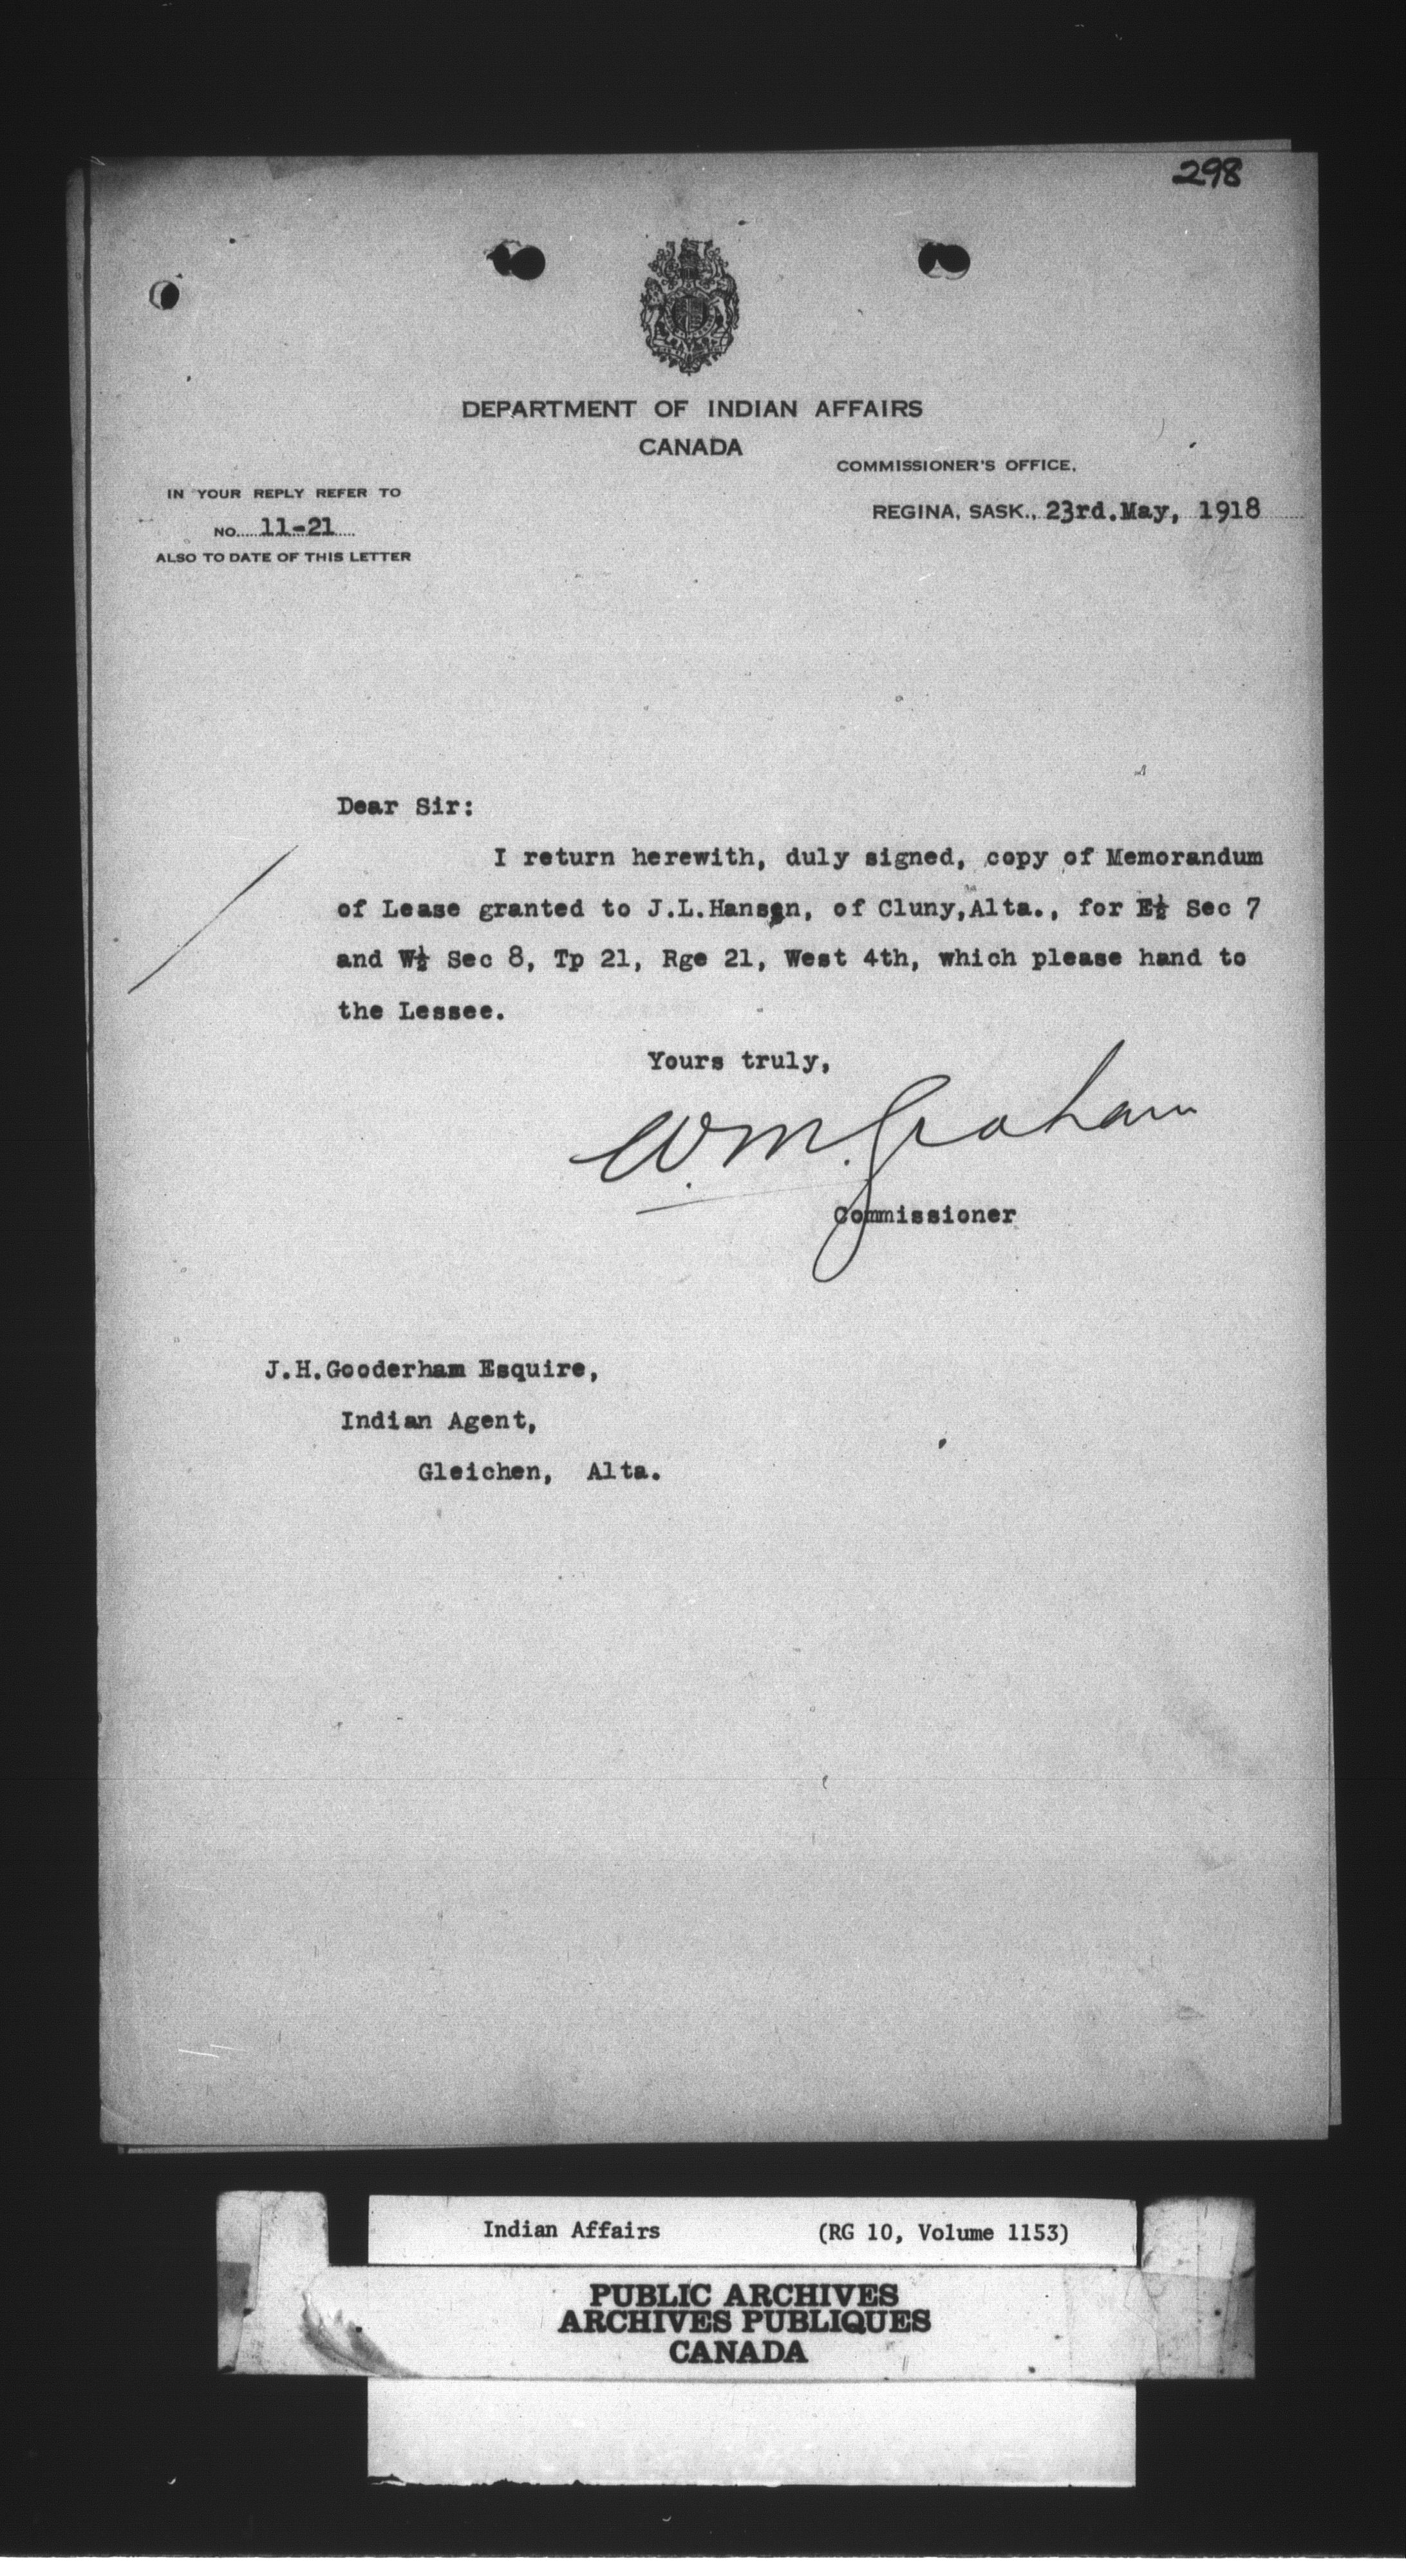 298
DEPARTMENT OF INDIAN AFFAIRS
CANADA
COMMISSIONER'S OFFICE,
IN YOUR REPLY REFER TO
NO. 11-21
ALSO TO DATE OF THIS LETTER
REGINA, SASK., 23rd.May, 1918
Dear Sir:
I return herewith, duly signed, copy of Memorandum
of Lease granted to J.L.Hansen, of Cluny,Alta., for E½ Sec 7
and W½ Sec 8, Tp 21, Rge 21, West 4th, which please hand to
the Lessee.
Yours truly,
W.M.Graham
Commissioner
J.H.Gooderham Esquire,
Indian Agent,
Gleichen, Alta.
Indian Affairs (RG 10, Volume 1153)
PUBLIC ARCHIVES
ARCHIVES PUBLIQUES
CANADA